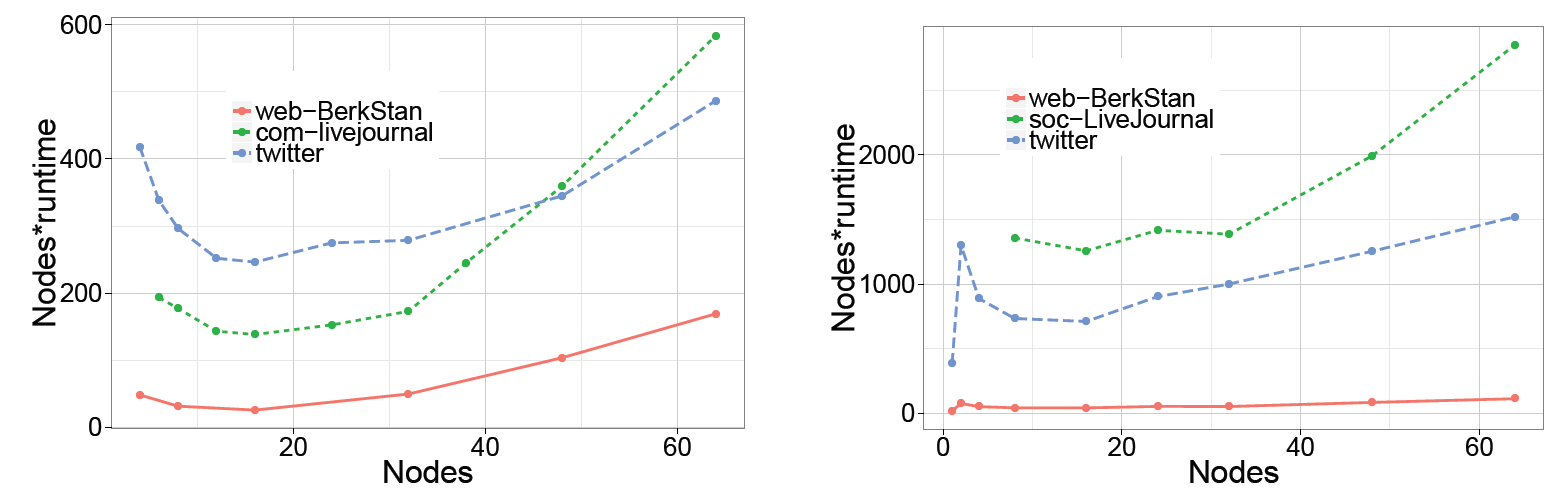 600
400
200
0
Nodes*runtime
web−BerkStan
com−livejournal
twitter
20
40
60
Nodes
2000
1000
0
Nodes*runtime
web−BerkStan
soc−LiveJournal
twitter
0
20
40
60
Nodes